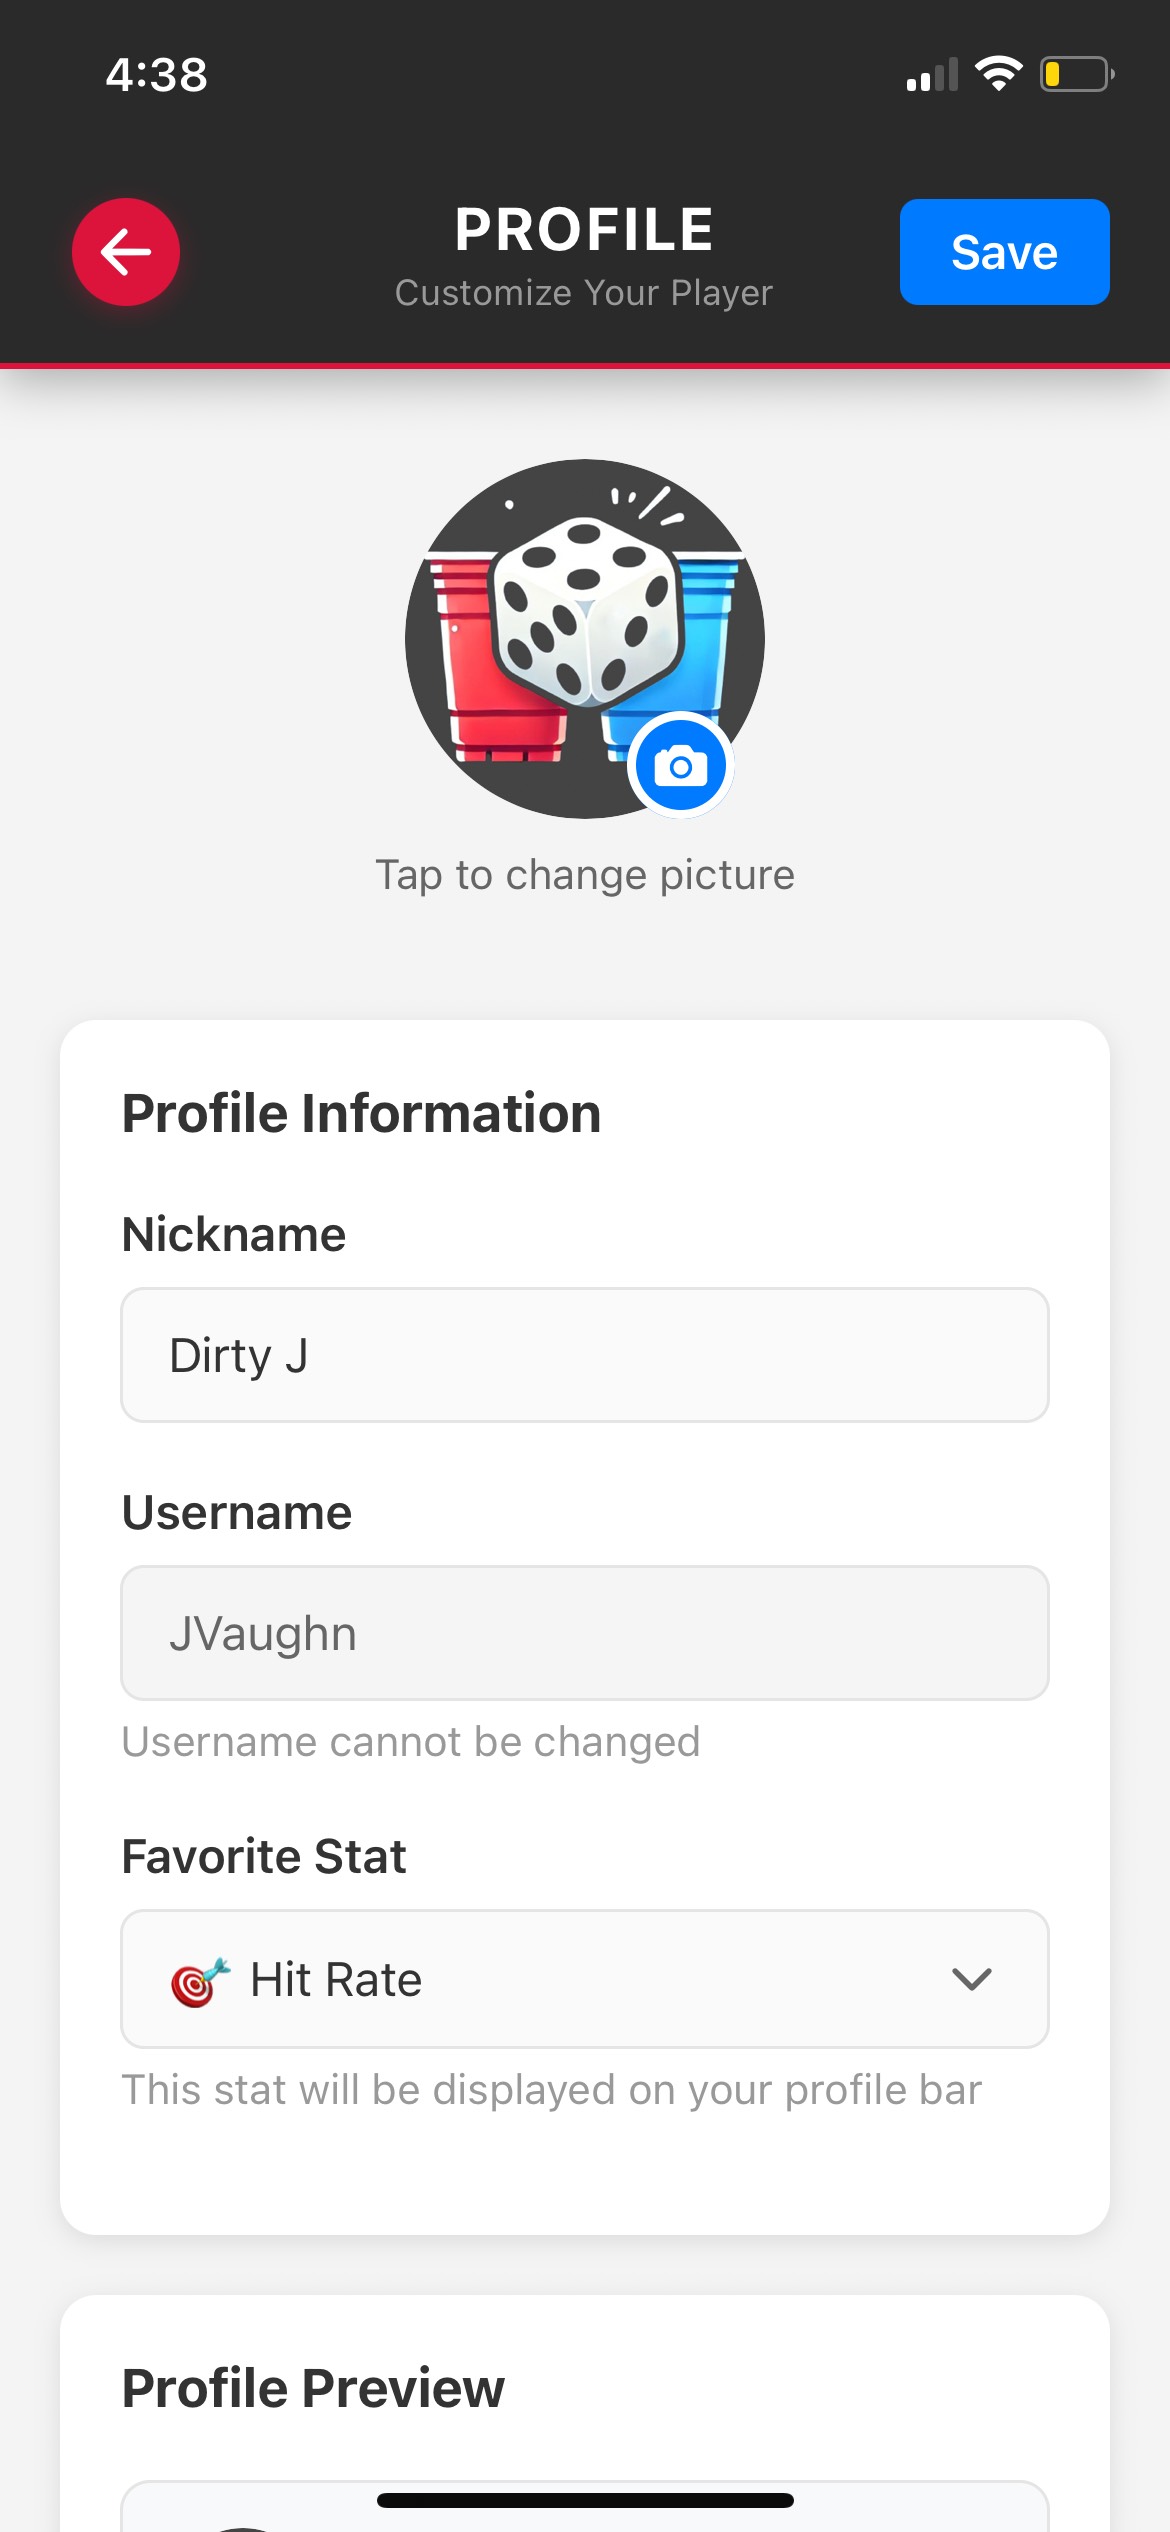 4:38
PROFILE
Save
Customize Your Player
Tap to change picture
Profile Information
Nickname
Dirty J
Username
JVaughn
Username cannot be changed
Favorite Stat
🎯 Hit Rate
This stat will be displayed on your profile bar
Profile Preview